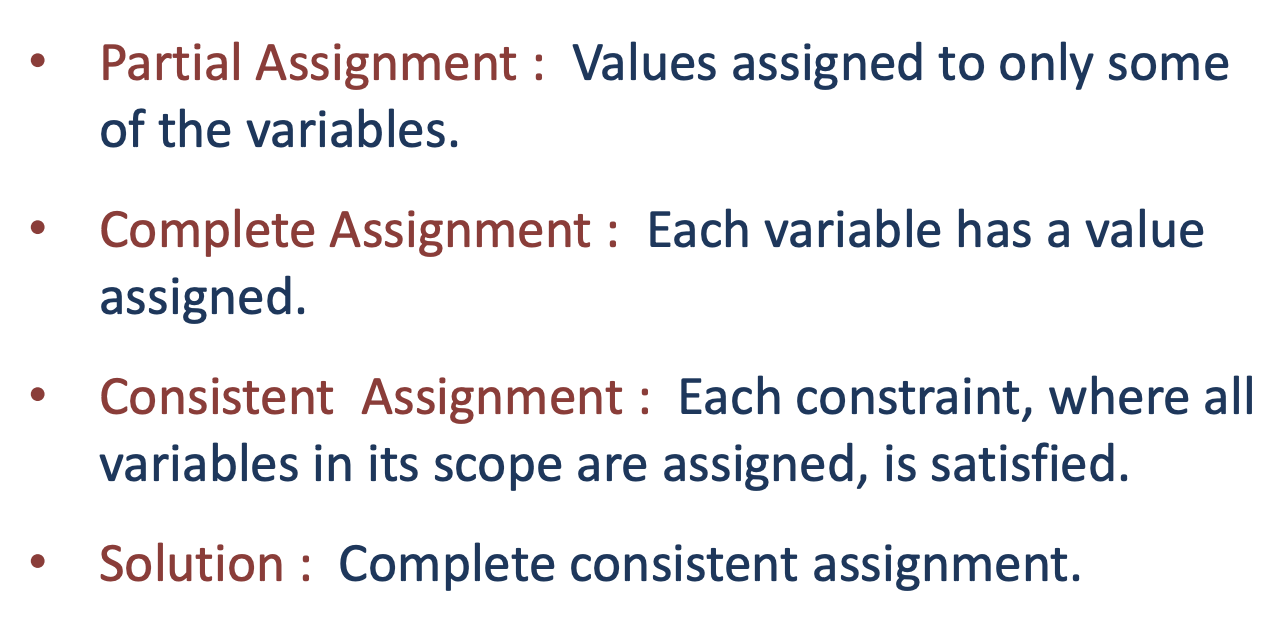 • Partial Assignment : Values assigned to only some
of the variables.
• Complete Assignment : Each variable has a value
assigned.
• Consistent Assignment : Each constraint, where all
variables in its scope are assigned, is satisfied.
• Solution : Complete consistent assignment.